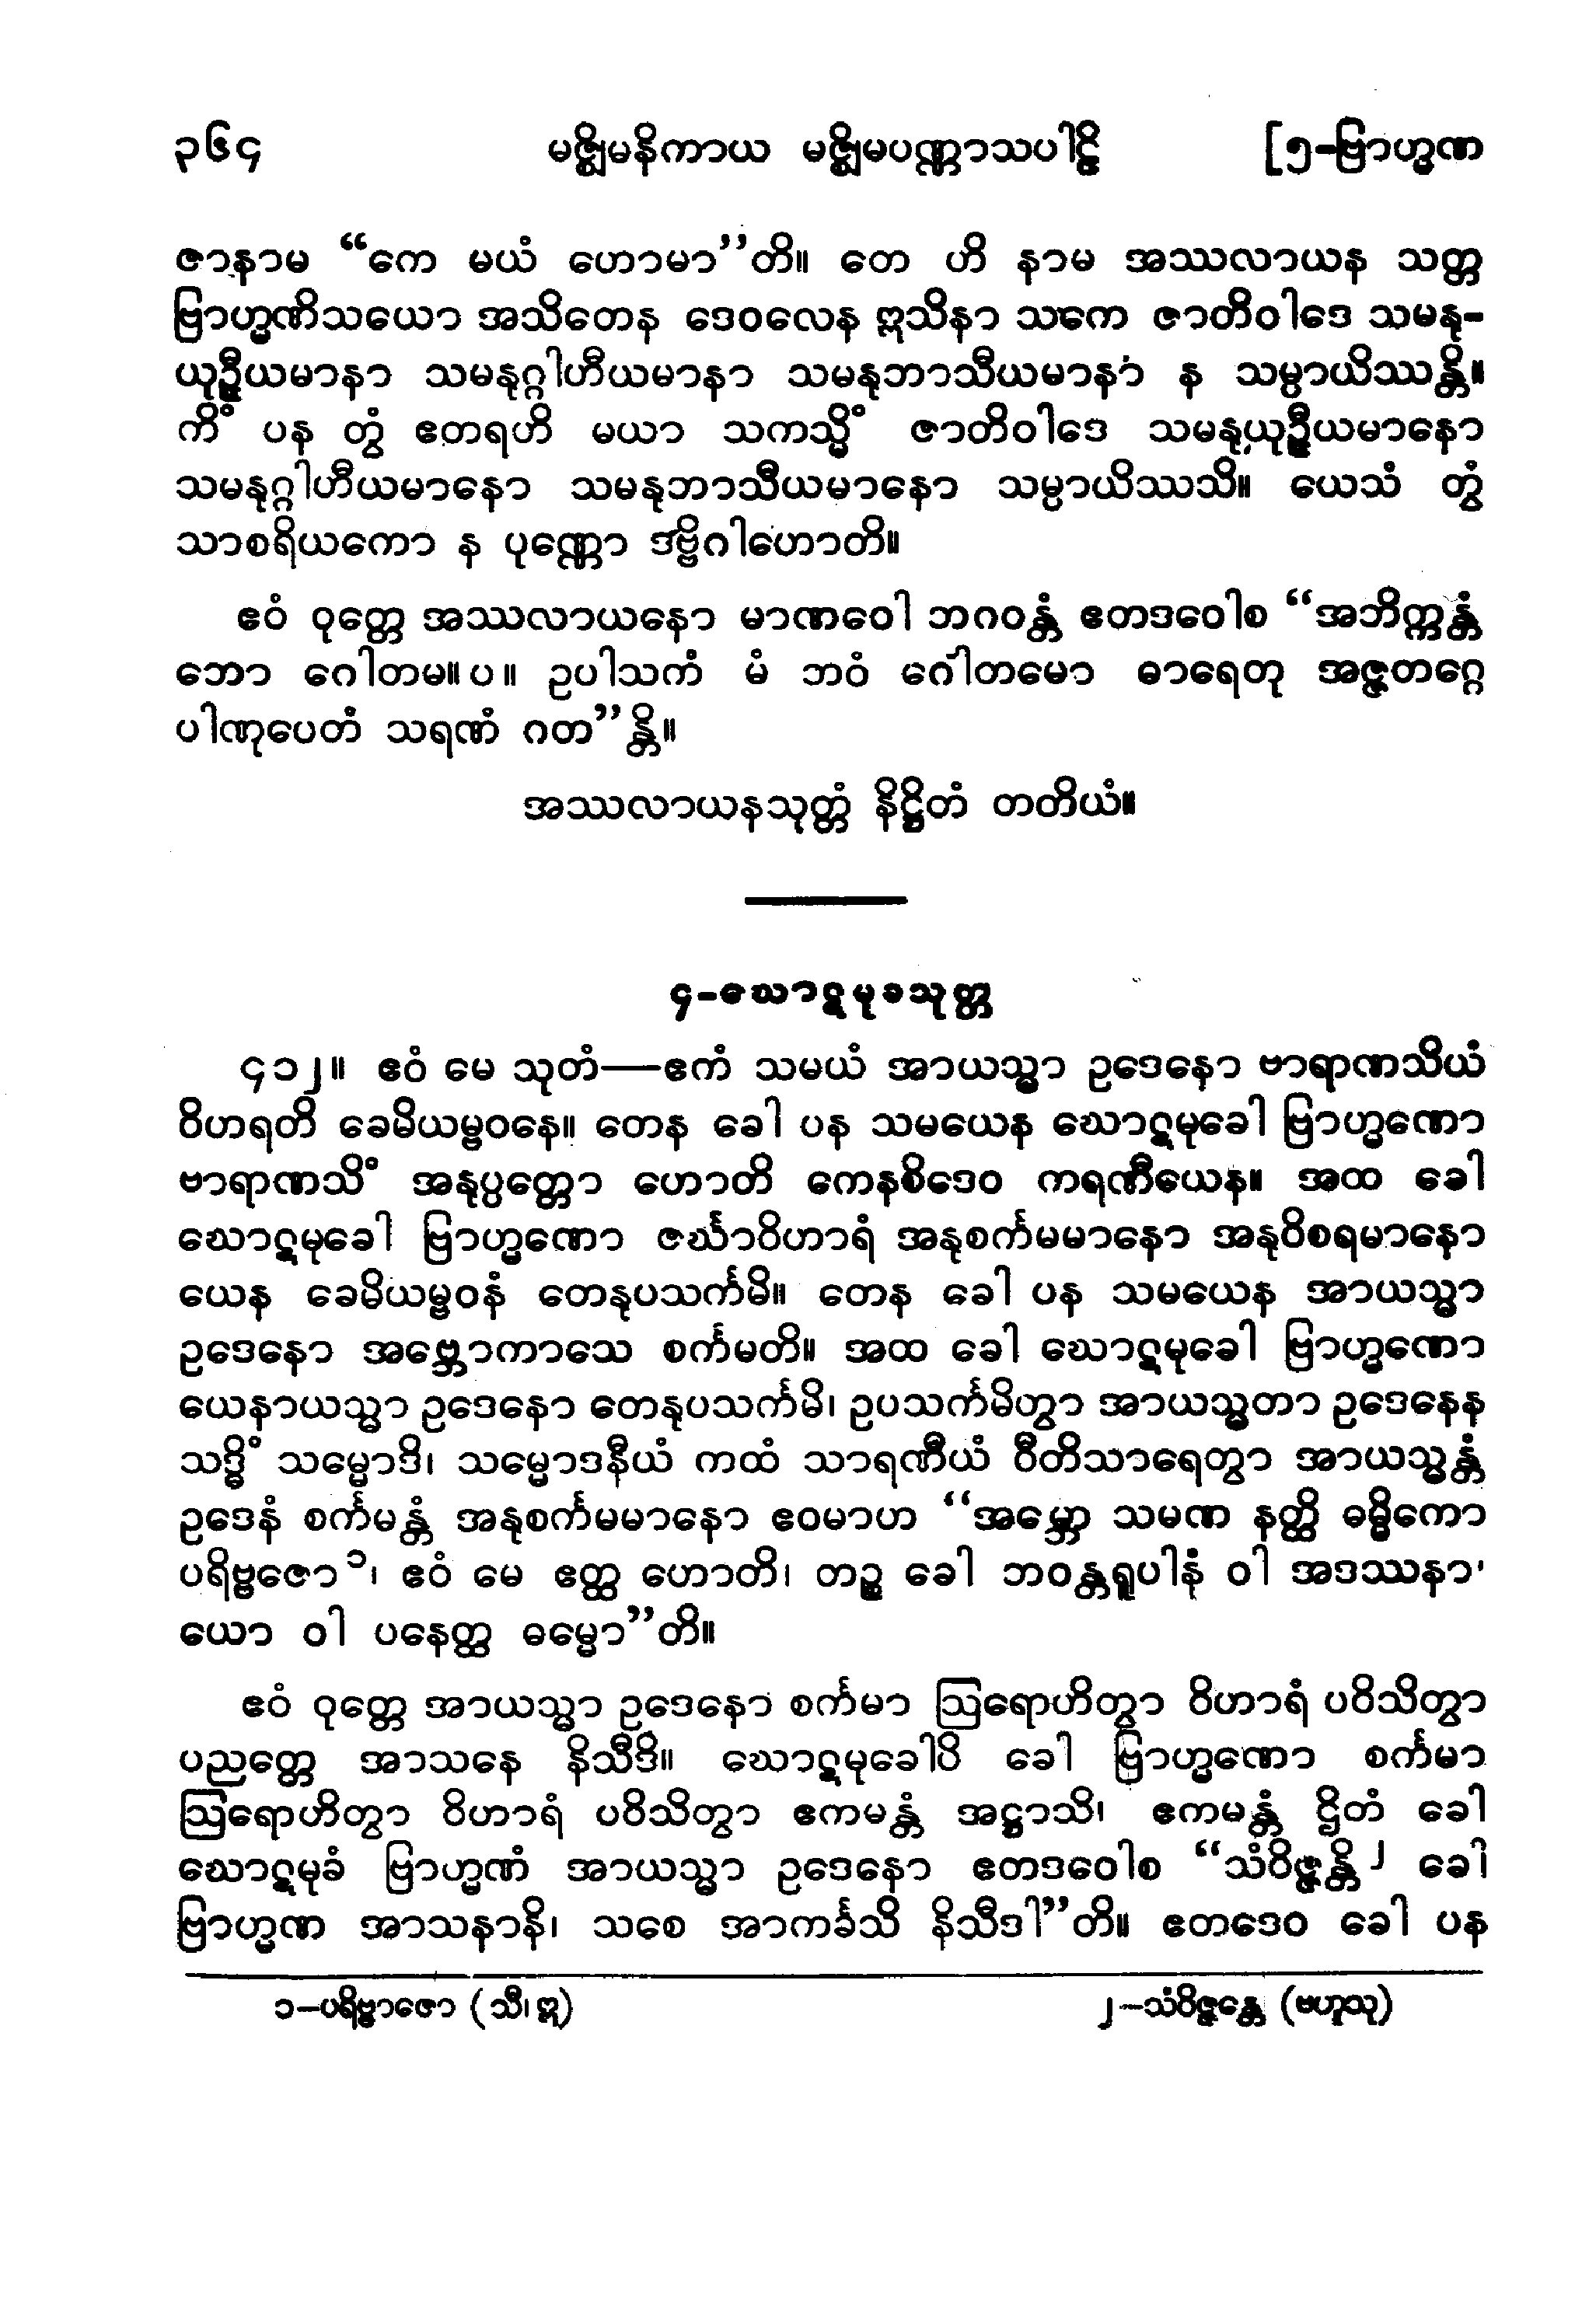 ၃၆၄ မဇ္ဈိမနိကာယ မဇ္ဈိမပဏ္ဏာသပါဠိ [၅-ဗြာဟ္မဏ
ဇာနာမ “ကေ မယံ ဟောမာ”တိ။ တေ ဟိ နာမ အဿလာယန သတ္တ
ဗြာဟ္မဏိသယော အသိတေန ဒေဝလေန ဣသိနာ သကေ ဇာတိဝါဒေ သမနု-
ယုဉ္ဇီယမာနာ သမနုဂ္ဂါဟီယမာနာ သမနုဘာသီယမာနာ န သမ္ပာယိဿန္တိ။
ကိံ ပန တွံ ဧတရဟိ မယာ သကသ္မိံ ဇာတိဝါဒေ သမနုယုဉ္ဇီယမာနော
သမနုဂ္ဂါဟီယမာနော သမနုဘာသီယမာနော သမ္ပာယိဿသိ။ ယေသံ တွံ
သာစရိယကော န ပုဏ္ဏော ဒဗ္ဗိဂါဟောတိ။
ဧဝံ ဝုတ္တေ အဿလာယနော မာဏဝေါ ဘဂဝန္တံ ဧတဒဝေါစ “အဘိက္ကန္တံ
ဘော ဂေါတမ။ပ။ ဥပါသကံ မံ ဘဝံ ဂေါတမော ဓာရေတု အဇ္ဇတဂ္ဂေ
ပါဏုပေတံ သရဏံ ဂတ”န္တိ။
အဿလာယနသုတ္တံ နိဋ္ဌိတံ တတိယံ။
၄-ဃောဋမုခသုတ္တ
၄၁၂။ ဧဝံ မေ သုတံ—ဧကံ သမယံ အာယသ္မာ ဥဒေနော ဗာရာဏသိယံ
ဝိဟရတိ ခေမိယမ္ဗဝနေ။ တေန ခေါ ပန သမယေန ဃောဋမုခေါ ဗြာဟ္မဏော
ဗာရာဏသိံ အနုပ္ပတ္တော ဟောတိ ကေနစိဒေဝ ကရဏီယေန။ အထ ခေါ
ဃောဋမုခေါ ဗြာဟ္မဏော ဇင်္ဃာဝိဟာရံ အနုစင်္ကမမာနော အနုဝိစရမာနော
ယေန ခေမိယမ္ဗဝနံ တေနုပသင်္ကမိ။ တေန ခေါ ပန သမယေန အာယသ္မာ
ဥဒေနော အဗ္ဘောကာသေ စင်္ကမတိ။ အထ ခေါ ဃောဋမုခေါ ဗြာဟ္မဏော
ယေနာယသ္မာ ဥဒေနော တေနုပသင်္ကမိ၊ ဥပသင်္ကမိတွာ အာယသ္မတာ ဥဒေနေန
သဒ္ဓိံ သမ္မောဒိ၊ သမ္မောဒနီယံ ကထံ သာရဏီယံ ဝီတိသာရေတွာ အာယသ္မန္တံ
ဥဒေနံ စင်္ကမန္တံ အနုစင်္ကမမာနော ဧဝမာဟ “အမ္ဘော သမဏ နတ္ထိ ဓမ္မိကော
ပရိဗ္ဗဇော၁၊ ဧဝံ မေ ဧတ္ထ ဟောတိ၊ တဉ္စ ခေါ ဘဝန္တရူပါနံ ဝါ အဒဿနာ၊
ယော ဝါ ပနေတ္ထ ဓမ္မော”တိ။
ဧဝံ ဝုတ္တေ အာယသ္မာ ဥဒေနော စင်္ကမာ ဩရောဟိတွာ ဝိဟာရံ ပဝိသိတွာ
ပညတ္တေ အာသနေ နိသီဒိ။ ဃောဋမုခေါပိ ခေါ ဗြာဟ္မဏော စင်္ကမာ
ဩရောဟိတွာ ဝိဟာရံ ပဝိသိတွာ ဧကမန္တံ အဋ္ဌာသိ၊ ဧကမန္တံ ဌိတံ ခေါ
ဃောဋမုခံ ဗြာဟ္မဏံ အာယသ္မာ ဥဒေနော ဧတဒဝေါစ “သံဝိဇ္ဇန္တိ၂ ခေါ
ဗြာဟ္မဏ အာသနာနိ၊ သစေ အာကင်္ခသိ နိသီဒါ”တိ။ ဧတဒေဝ ခေါ ပန
၁-ပရိဗ္ဗာဇော (သီ၊ဣ) ၂-သံဝိဇ္ဇန္တေ (ဗဟူသု)